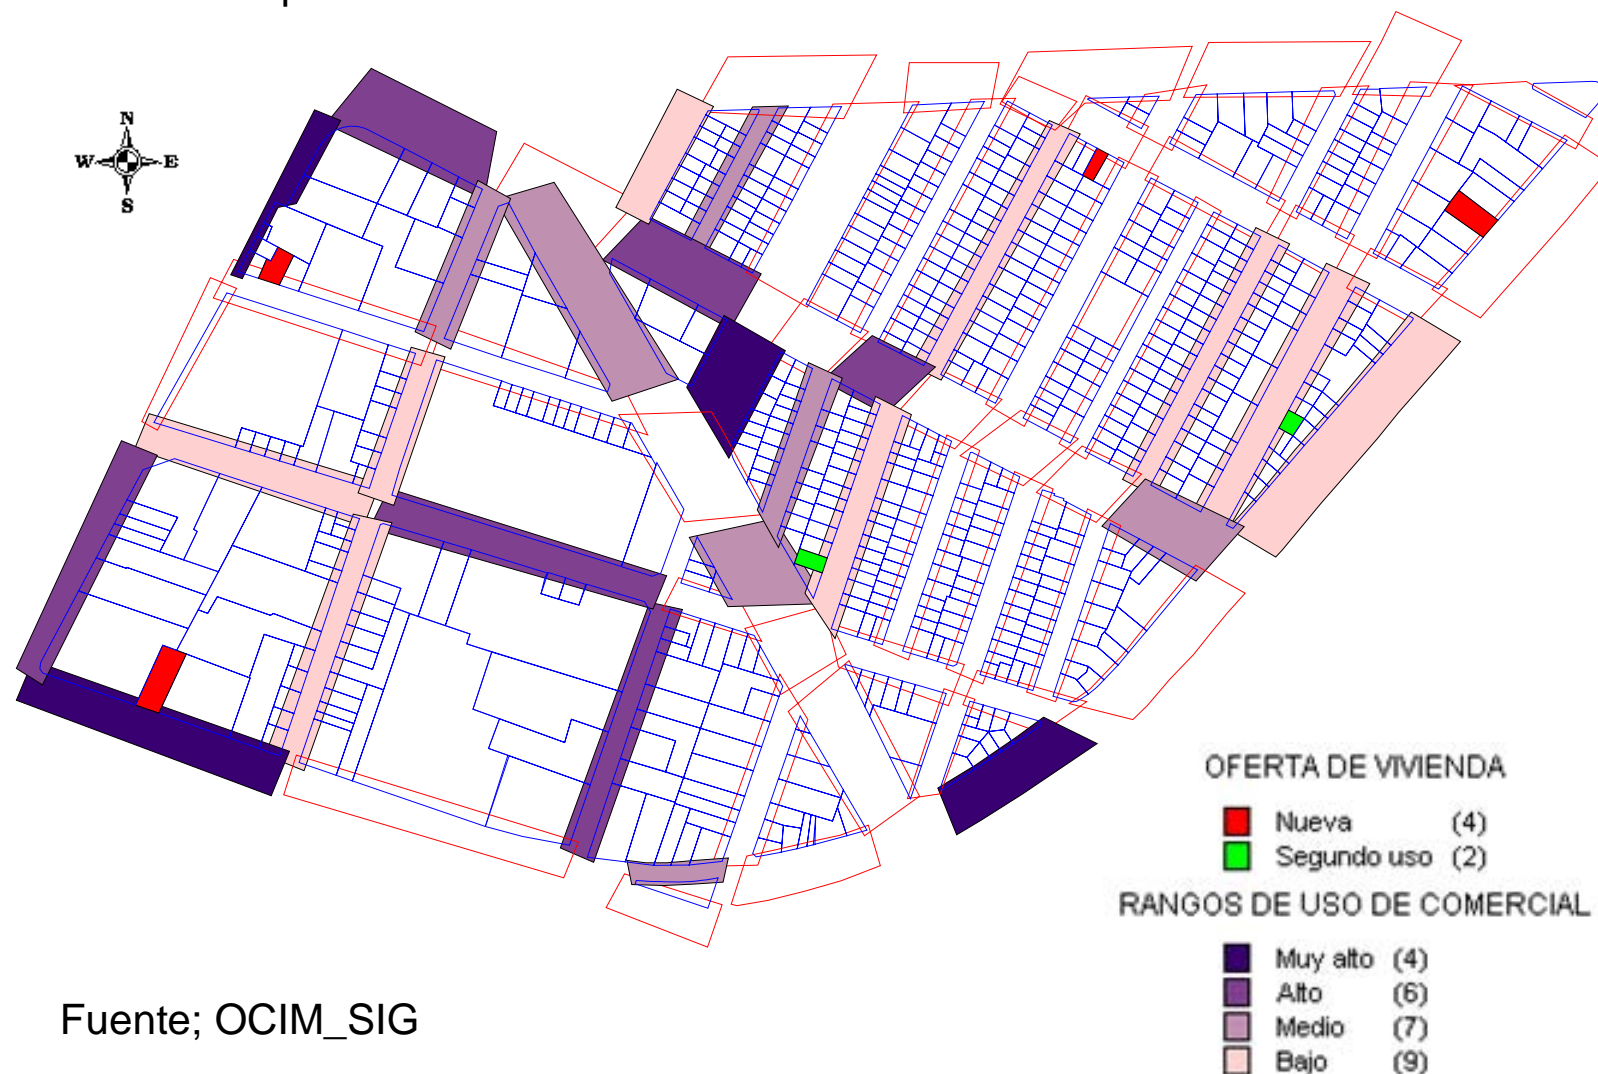 N
W E
S
OFERTA DE VIVIENDA
Nueva (4)
Segundo uso (2)
RANGOS DE USO DE COMERCIAL
Muy alto (4)
Alto (6)
Medio (7)
Bajo (9)
Fuente; OCIM_SIG